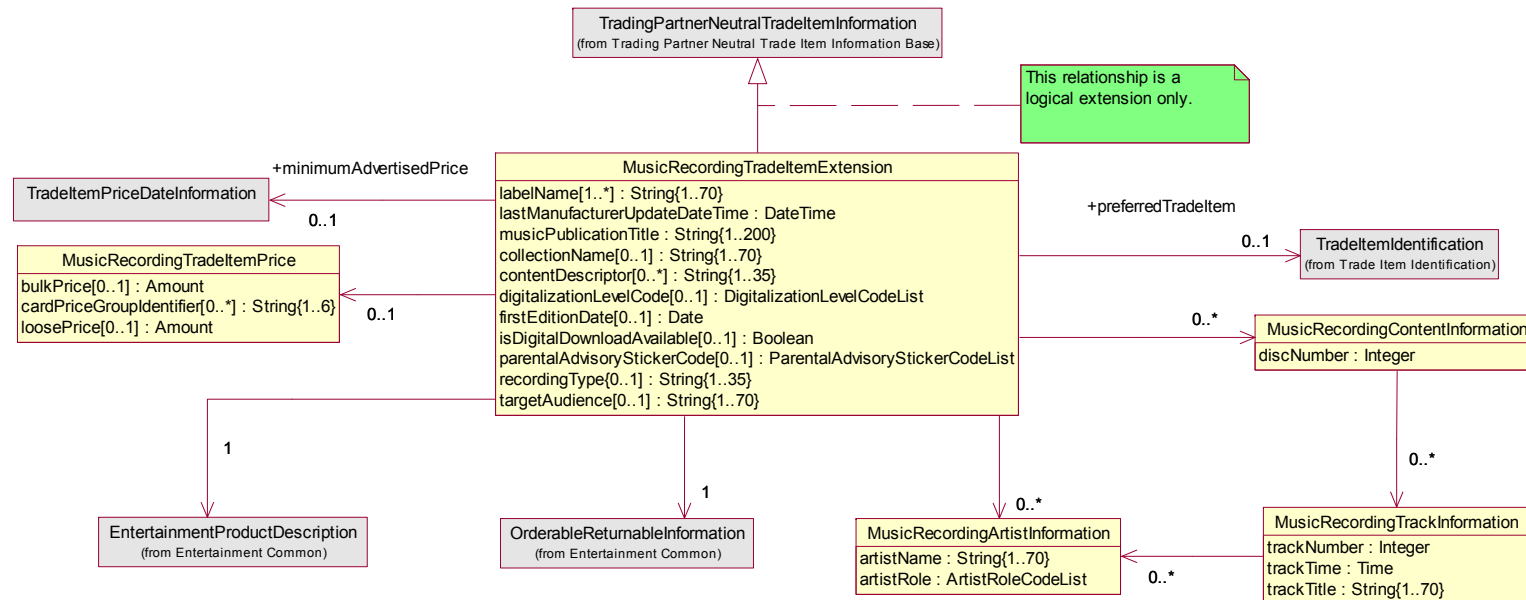 TradingPartnerNeutralTradeItemInformation
(from Trading Partner Neutral Trade Item Information Base)
This relationship is a
logical extension only.
+minimumAdvertisedPrice
TradeItemPriceDateInformation
0..1
MusicRecordingTradeItemExtension
labelName[1..*] : String{1..70}
lastManufacturerUpdateDateTime : DateTime
musicPublicationTitle : String{1..200}
collectionName[0..1] : String{1..70}
contentDescriptor[0..*] : String{1..35}
digitalizationLevelCode[0..1] : DigitalizationLevelCodeList
firstEditionDate[0..1] : Date
isDigitalDownloadAvailable[0..1] : Boolean
parentalAdvisoryStickerCode[0..1] : ParentalAdvisoryStickerCodeList
recordingType{0..1] : String{1..35}
targetAudience[0..1] : String{1..70}
+preferredTradeItem
0..1
TradeItemIdentification
(from Trade Item Identification)
MusicRecordingTradeItemPrice
bulkPrice[0..1] : Amount
cardPriceGroupIdentifier[0..*] : String{1..6}
loosePrice[0..1] : Amount
0..1
0..*
MusicRecordingContentInformation
discNumber : Integer
0..*
1
EntertainmentProductDescription
(from Entertainment Common)
1
OrderableReturnableInformation
(from Entertainment Common)
0..*
MusicRecordingArtistInformation
artistName : String{1..70}
artistRole : ArtistRoleCodeList
0..*
MusicRecordingTrackInformation
trackNumber : Integer
trackTime : Time
trackTitle : String{1..70}